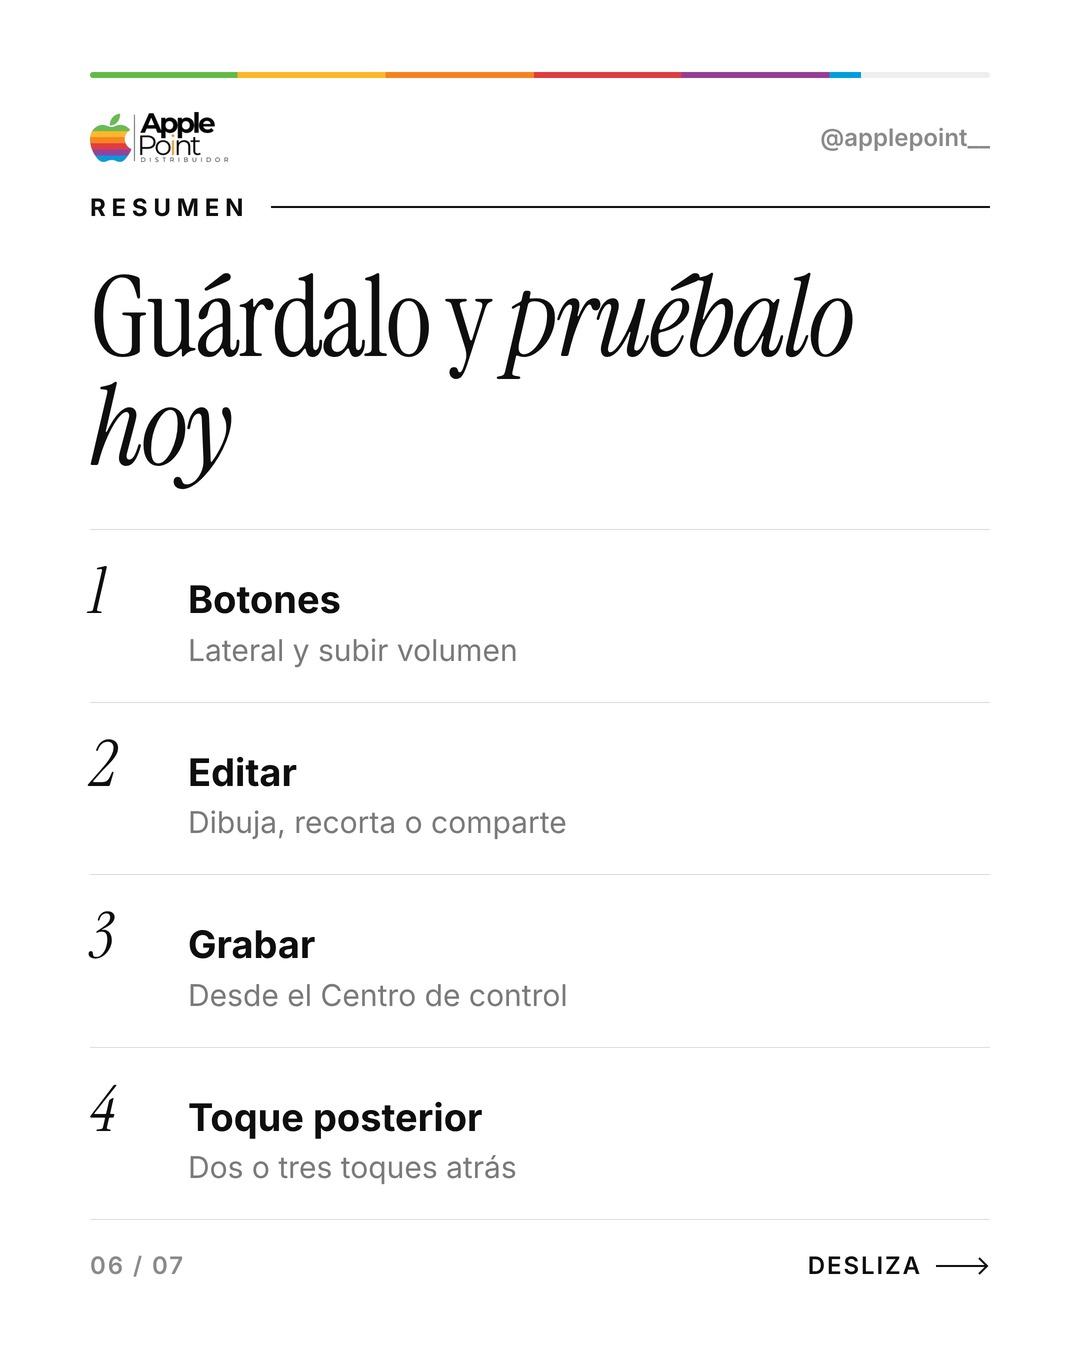 Apple
Point
DISTRIBUIDOR
@applepoint__
RESUMEN
Guárdalo y pruébalo
hoy
1
Botones
Lateral y subir volumen
2
Editar
Dibuja, recorta o comparte
3
Grabar
Desde el Centro de control
4
Toque posterior
Dos o tres toques atrás
06 / 07
DESLIZA